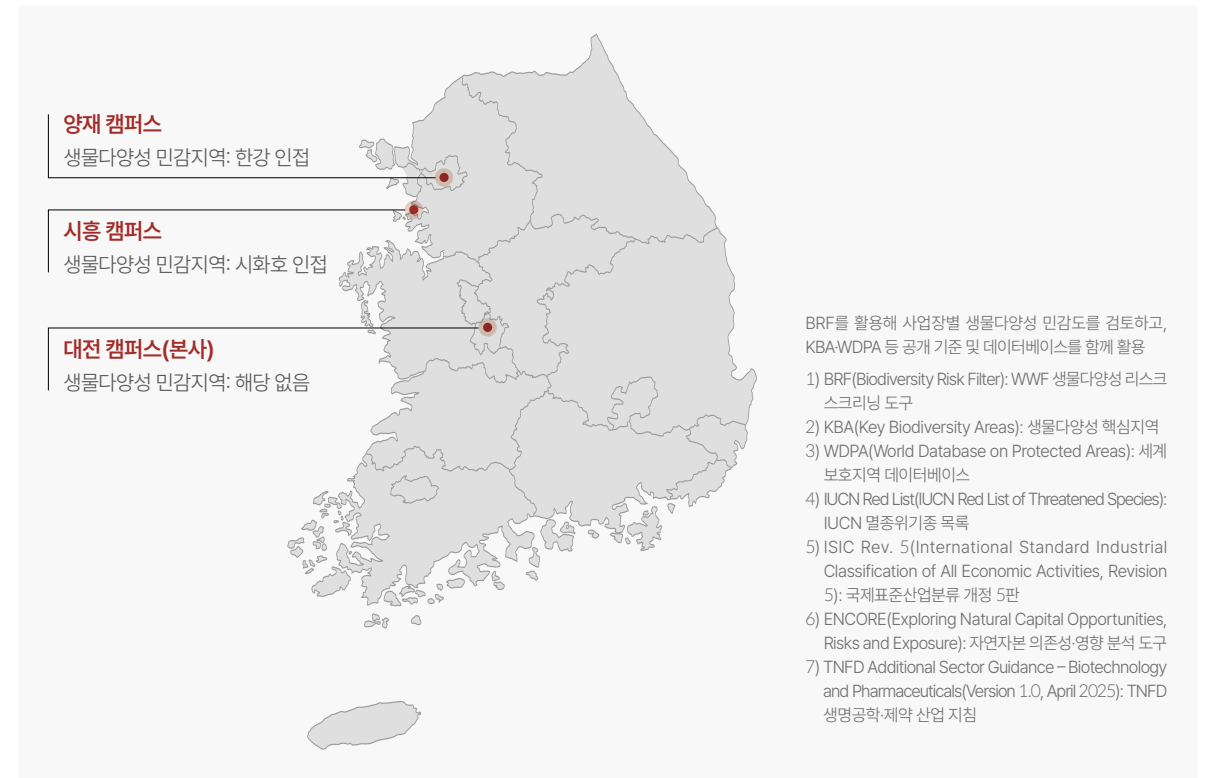 양재 캠퍼스
생물다양성 민감지역: 한강 인접
시흥 캠퍼스
생물다양성 민감지역: 시화호 인접
대전 캠퍼스(본사)
생물다양성 민감지역: 해당 없음
BRF를 활용해 사업장별 생물다양성 민감도를 검토하고,
KBA·WDPA 등 공개 기준 및 데이터베이스를 함께 활용
1) BRF(Biodiversity Risk Filter): WWF 생물다양성 리스크
스크리닝 도구
2) KBA(Key Biodiversity Areas): 생물다양성 핵심지역
3) WDPA(World Database on Protected Areas): 세계
보호지역 데이터베이스
4) IUCN Red List(IUCN Red List of Threatened Species):
IUCN 멸종위기종 목록
5) ISIC Rev. 5(International Standard Industrial
Classification of All Economic Activities, Revision
5): 국제표준산업분류 개정 5판
6) ENCORE(Exploring Natural Capital Opportunities,
Risks and Exposure): 자연자본 의존성·영향 분석 도구
7) TNFD Additional Sector Guidance – Biotechnology
and Pharmaceuticals(Version 1.0, April 2025): TNFD
생명공학·제약 산업 지침